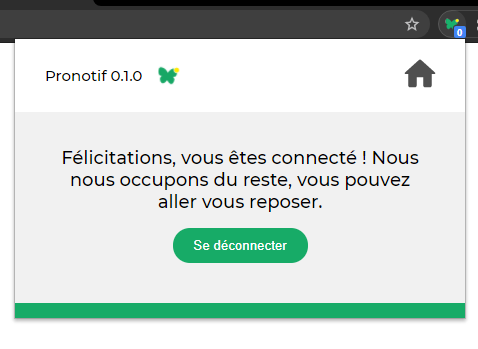 0
Pronotif 0.1.0
Félicitations, vous êtes connecté ! Nous
nous occupons du reste, vous pouvez
aller vous reposer.
Se déconnecter